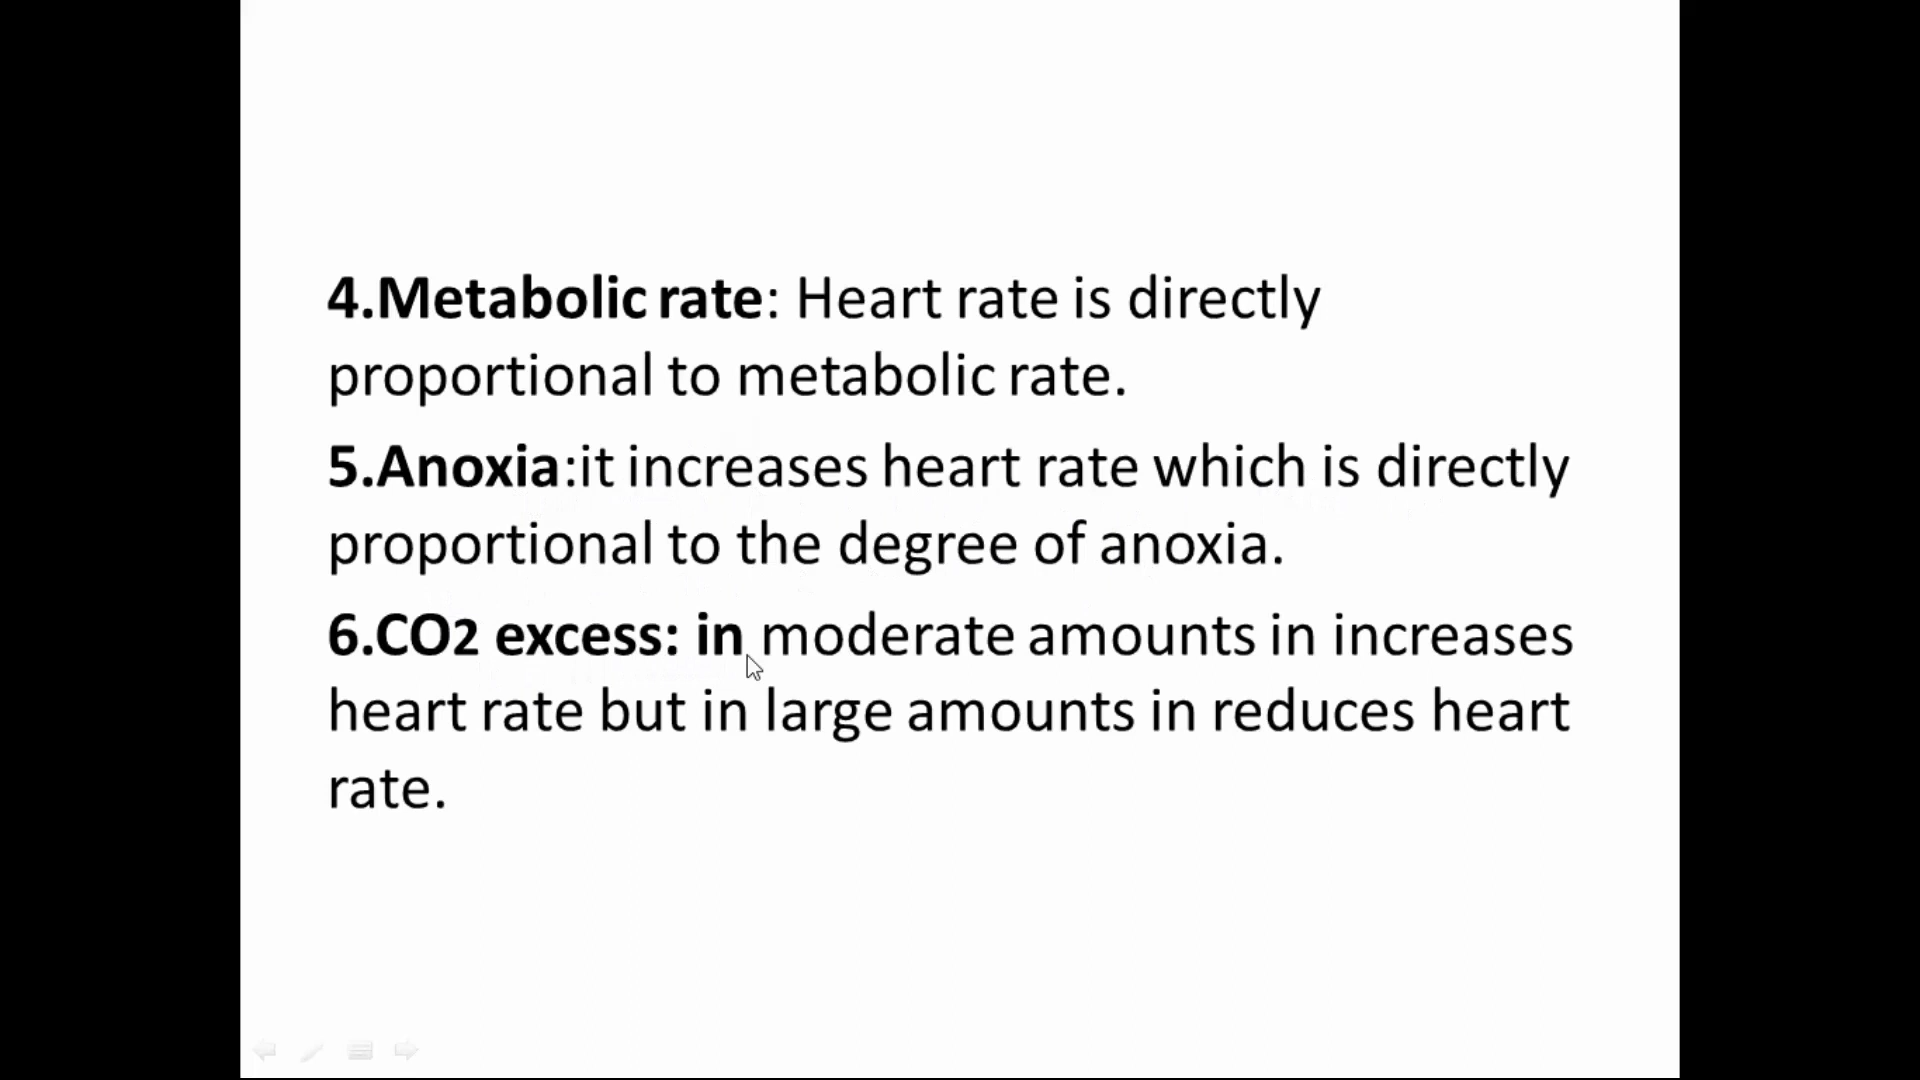 4.Metabolic rate: Heart rate is directly
proportional to metabolic rate.
5.Anoxia:it increases heart rate which is directly
proportional to the degree of anoxia.
6.CO2 excess: in moderate amounts in increases
heart rate but in large amounts in reduces heart
rate.